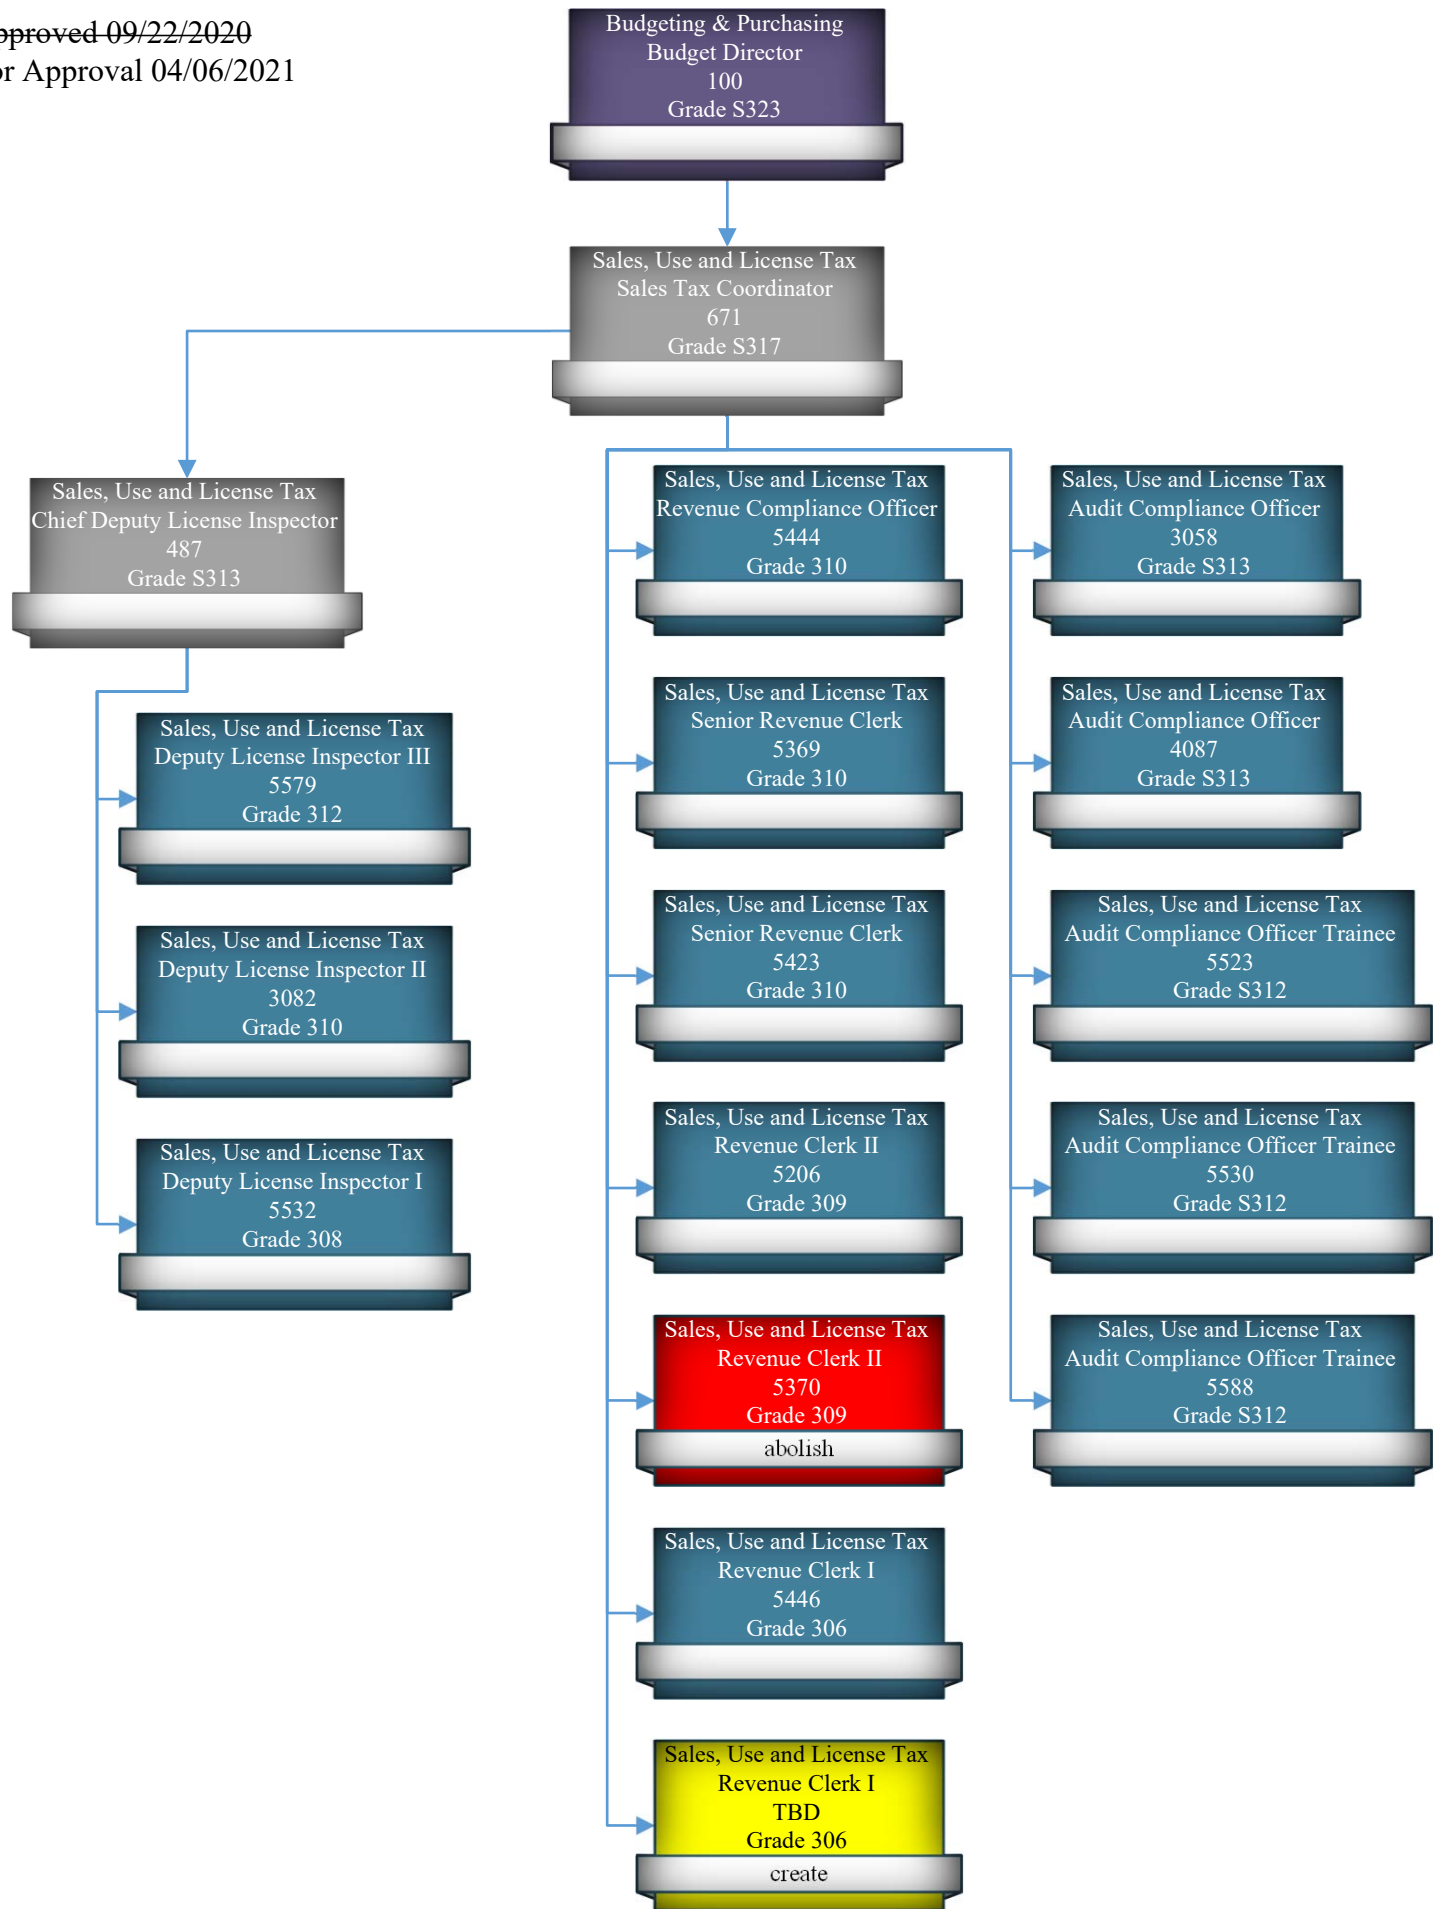 09/22/2020
Approval 04/06/2021
Budgeting & Purchasing
Budget Director
100
Grade S323
Sales, Use and License Tax
Sales Tax Coordinator
671
Grade S317
Sales, Use and License Tax
Chief Deputy License Inspector
487
Grade S313
Sales, Use and License Tax
Deputy License Inspector III
5579
Grade 312
Sales, Use and License Tax
Deputy License Inspector II
3082
Grade 310
Sales, Use and License Tax
Deputy License Inspector I
5532
Grade 308
Sales, Use and License Tax
Revenue Compliance Officer
5444
Grade 310
Sales, Use and License Tax
Senior Revenue Clerk
5369
Grade 310
Sales, Use and License Tax
Senior Revenue Clerk
5423
Grade 310
Sales, Use and License Tax
Revenue Clerk II
5206
Grade 309
Sales, Use and License Tax
Revenue Clerk II
5370
Grade 309
abolish
Sales, Use and License Tax
Revenue Clerk I
5446
Grade 306
Sales, Use and License Tax
Revenue Clerk I
TBD
Grade 306
create
Sales, Use and License Tax
Audit Compliance Officer
3058
Grade S313
Sales, Use and License Tax
Audit Compliance Officer
4087
Grade S313
Sales, Use and License Tax
Audit Compliance Officer Trainee
5523
Grade S312
Sales, Use and License Tax
Audit Compliance Officer Trainee
5530
Grade S312
Sales, Use and License Tax
Audit Compliance Officer Trainee
5588
Grade S312